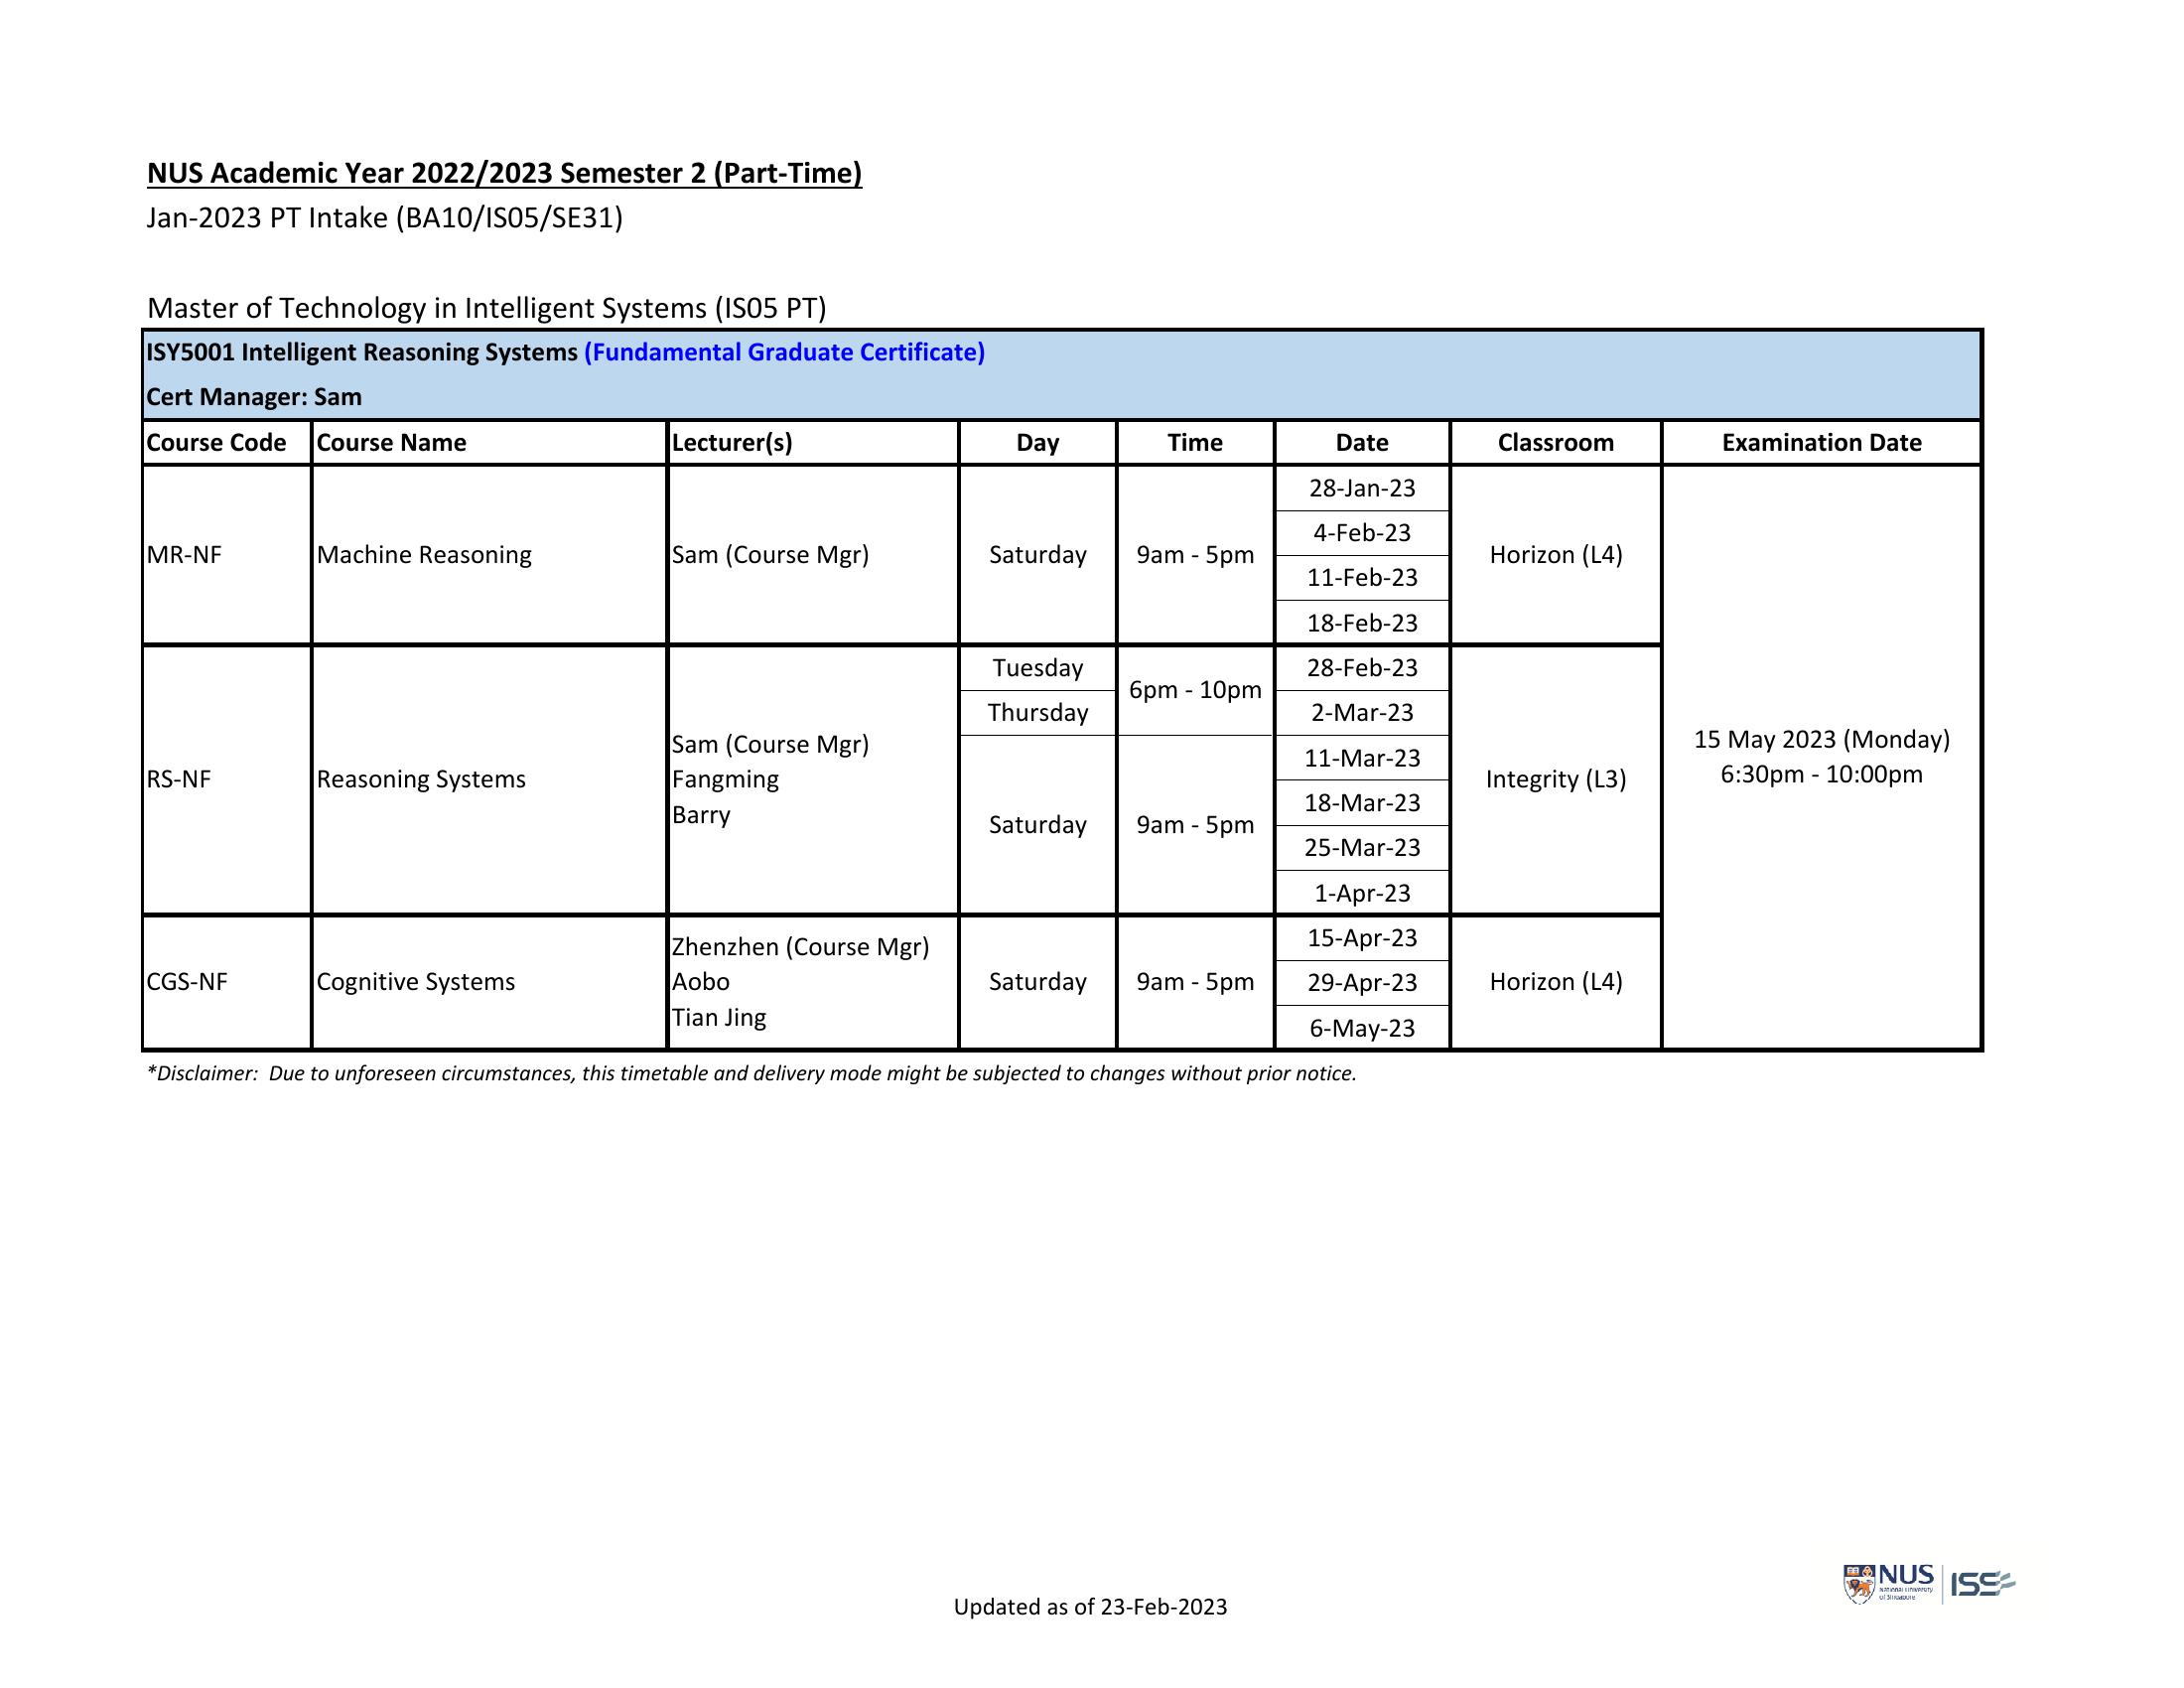 NUS Academic Year 2022/2023 Semester 2 (Part-Time)
Jan-2023 PT Intake (BA10/IS05/SE31)
Master of Technology in Intelligent Systems (IS05 PT)
ISY5001 Intelligent Reasoning Systems (Fundamental Graduate Certificate)
Cert Manager: Sam
Course Code Course Name Lecturer(s) Day Time Date Classroom Examination Date
MR-NF Machine Reasoning Sam (Course Mgr) Saturday 9am - 5pm
28-Jan-23
4-Feb-23
11-Feb-23
18-Feb-23
Horizon (L4)
RS-NF Reasoning Systems
Sam (Course Mgr)
Fangming
Barry
Tuesday
Thursday
Saturday
6pm - 10pm
9am - 5pm
28-Feb-23
2-Mar-23
11-Mar-23
18-Mar-23
25-Mar-23
1-Apr-23
Integrity (L3)
CGS-NF Cognitive Systems
Zhenzhen (Course Mgr)
Aobo
Tian Jing
Saturday 9am - 5pm
15-Apr-23
29-Apr-23
6-May-23
Horizon (L4)
15 May 2023 (Monday)
6:30pm - 10:00pm
*Disclaimer:  Due to unforeseen circumstances, this timetable and delivery mode might be subjected to changes without prior notice.
Updated as of 23-Feb-2023
NUS
National University
of Singapore
ISS